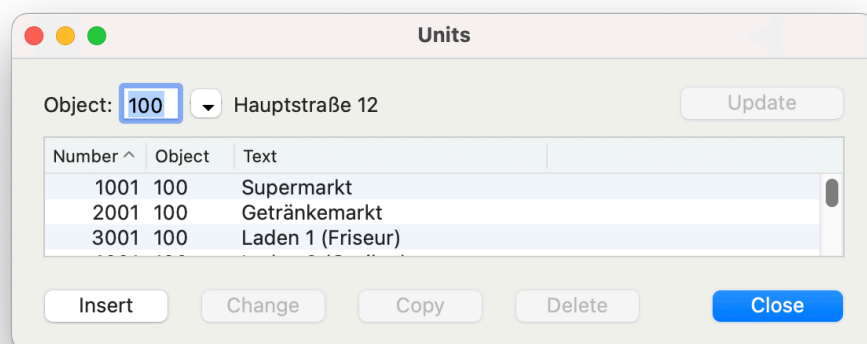 Units
Object: 100 Hauptstraße 12 Update
Number Object Text
1001 100 Supermarkt
2001 100 Getränkemarkt
3001 100 Laden 1 (Friseur)
Insert Change Copy Delete Close